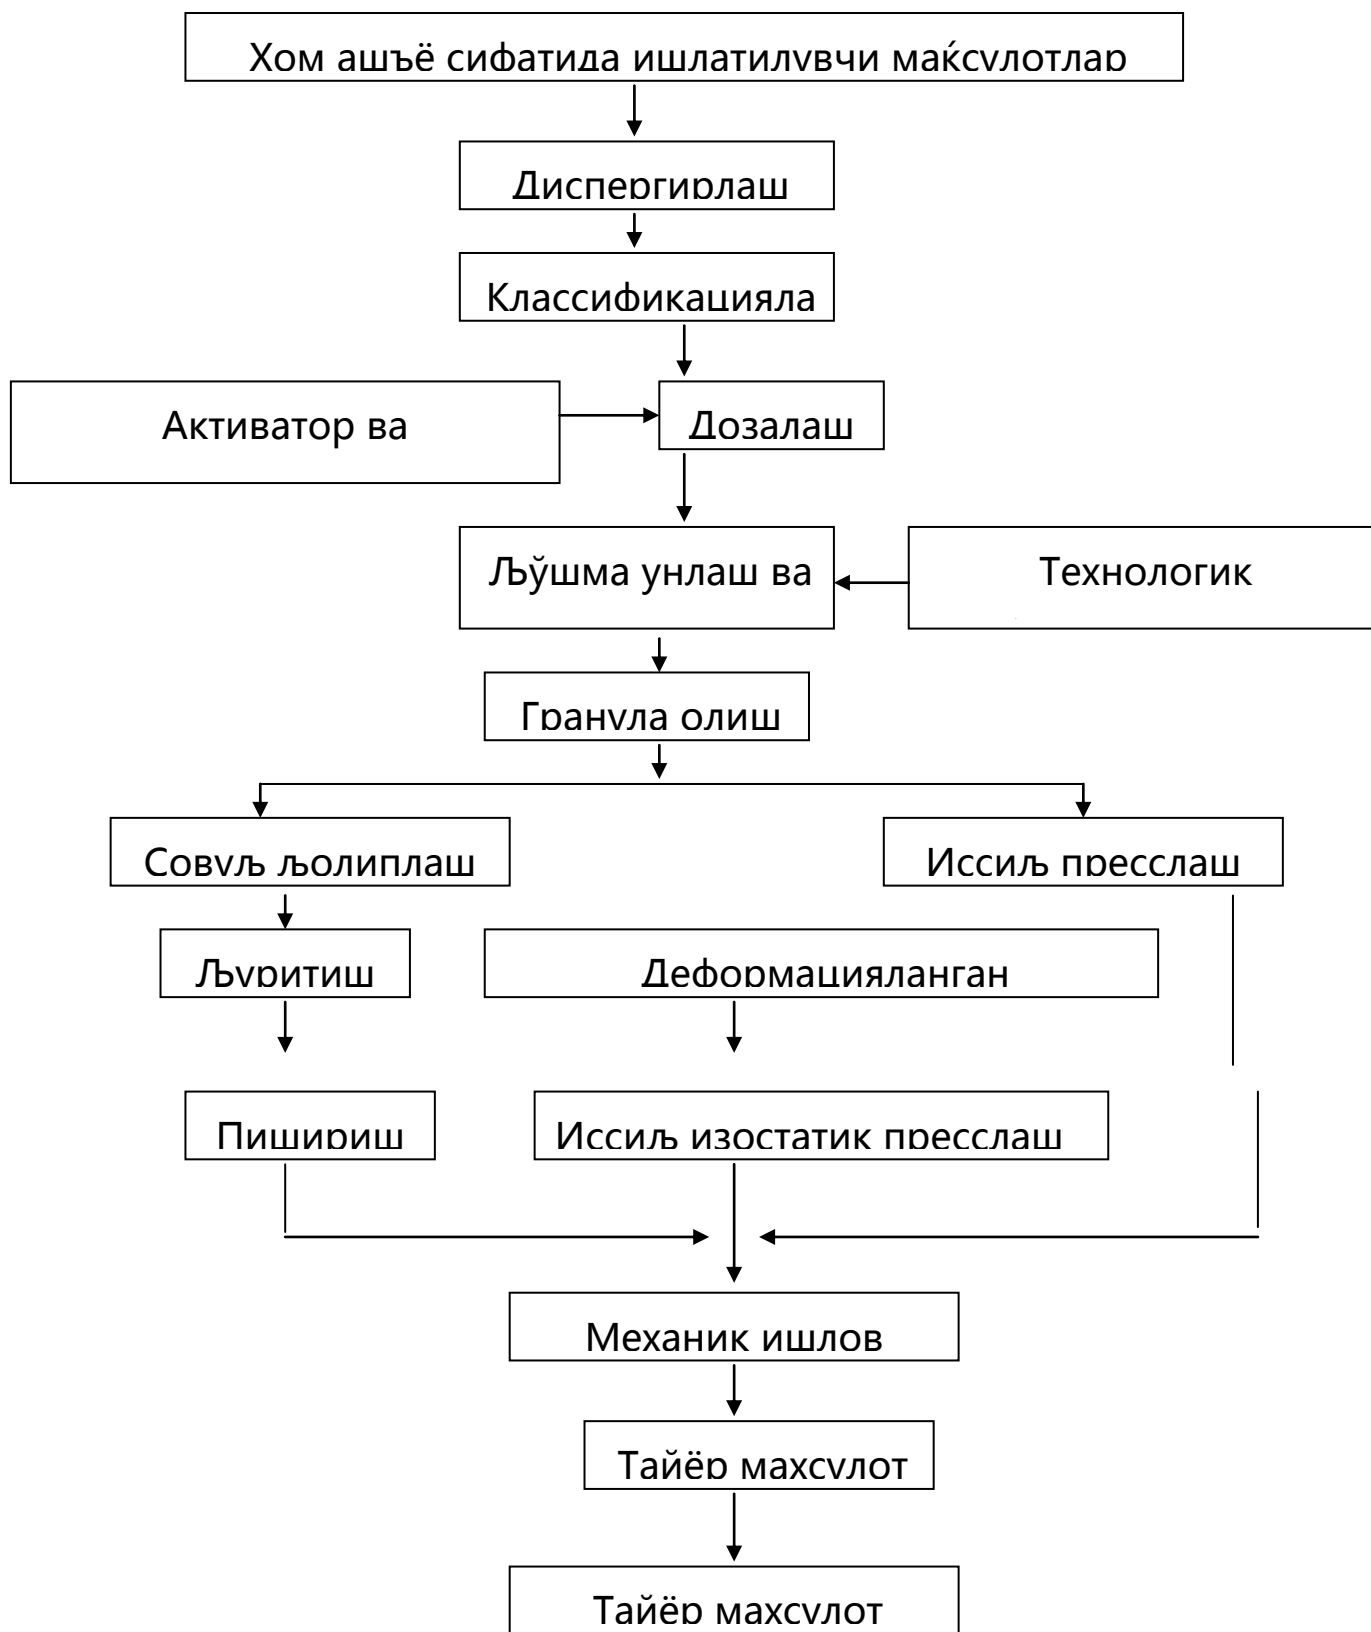 Хом ашъё сифатида ишлатилувчи маќсулотлар
Диспергирлаш
Классификацияла
Активатор ва
Дозалаш
Љўшма унлаш ва
Технологик
Гранула олиш
Совуљ љолиплаш
Иссиљ пресслаш
Љуритиш
Деформацияланган
Пишириш
Иссиљ изостатик пресслаш
Механик ишлов
Тайёр махсулот
Тайёр махсулот